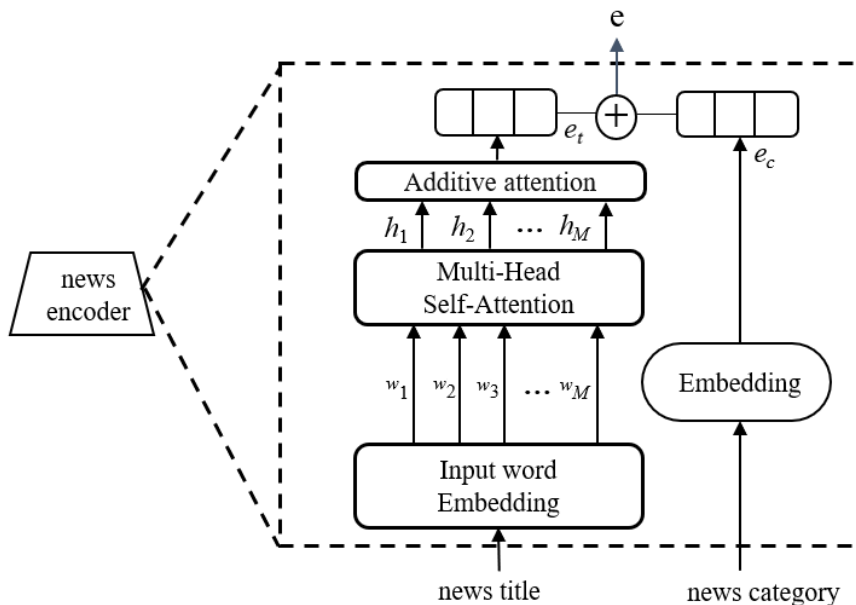 e
+
e_t
e_c
Additive attention
h_1 h_2 ... h_M
Multi-Head
Self-Attention
news
encoder
w_1 w_2 w_3 ... w_M
Embedding
Input word
Embedding
news title
news category